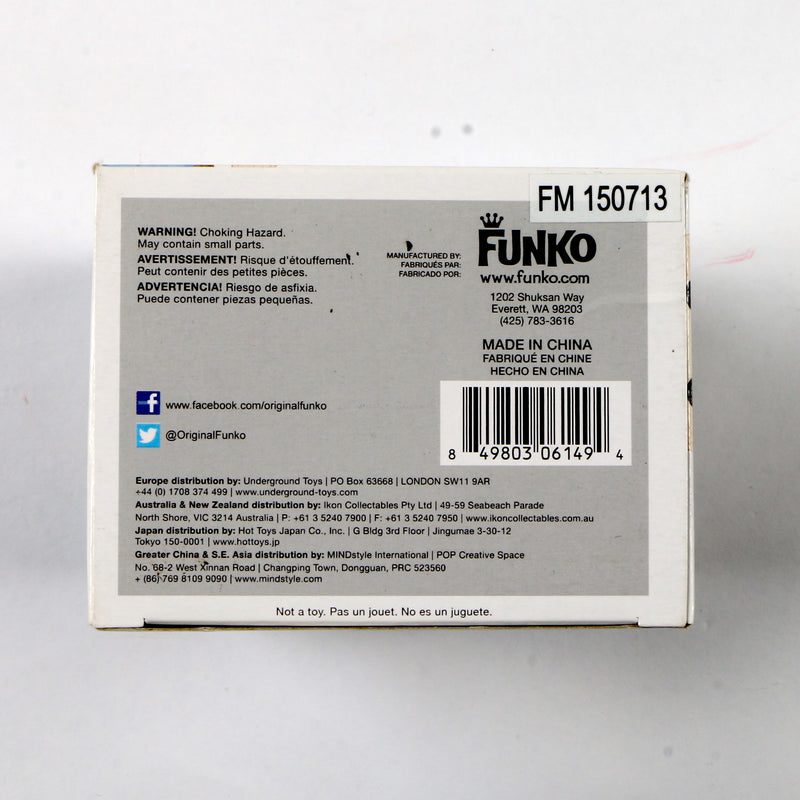 FM 150713
WARNING! Choking Hazard.
May contain small parts.
AVERTISSEMENT! Risque d'étouffement.
Peut contenir des petites pièces.
ADVERTENCIA! Riesgo de asfixia.
Puede contener piezas pequeñas.
MANUFACTURED BY:
FABRIQUÉS PAR:
FABRICADO POR:
FUNKO
www.funko.com
1202 Shuksan Way
Everett, WA 98203
(425) 783-3616
MADE IN CHINA
FABRIQUÉ EN CHINE
HECHO EN CHINA
www.facebook.com/originalfunko
@OriginalFunko
8 49803 06149 4
Europe distribution by: Underground Toys | PO Box 63668 | LONDON SW11 9AR
+44 (0) 1708 374 499 | www.underground-toys.com
Australia & New Zealand distribution by: Ikon Collectables Pty Ltd | 49-59 Seabeach Parade
North Shore, VIC 3214 Australia | P: +61 3 5240 7900 | F: +61 3 5240 7950 | www.ikoncollectables.com.au
Japan distribution by: Hot Toys Japan Co., Inc. | G Bldg 3rd Floor | Jingumae 3-30-12
Tokyo 150-0001 | www.hottoys.jp
Greater China & S.E. Asia distribution by: MINDstyle International | POP Creative Space
No. 68-2 West Xinnan Road | Changping Town, Dongguan, PRC 523560
+ (86) 769 8109 9090 | www.mindstyle.com
Not a toy. Pas un jouet. No es un juguete.